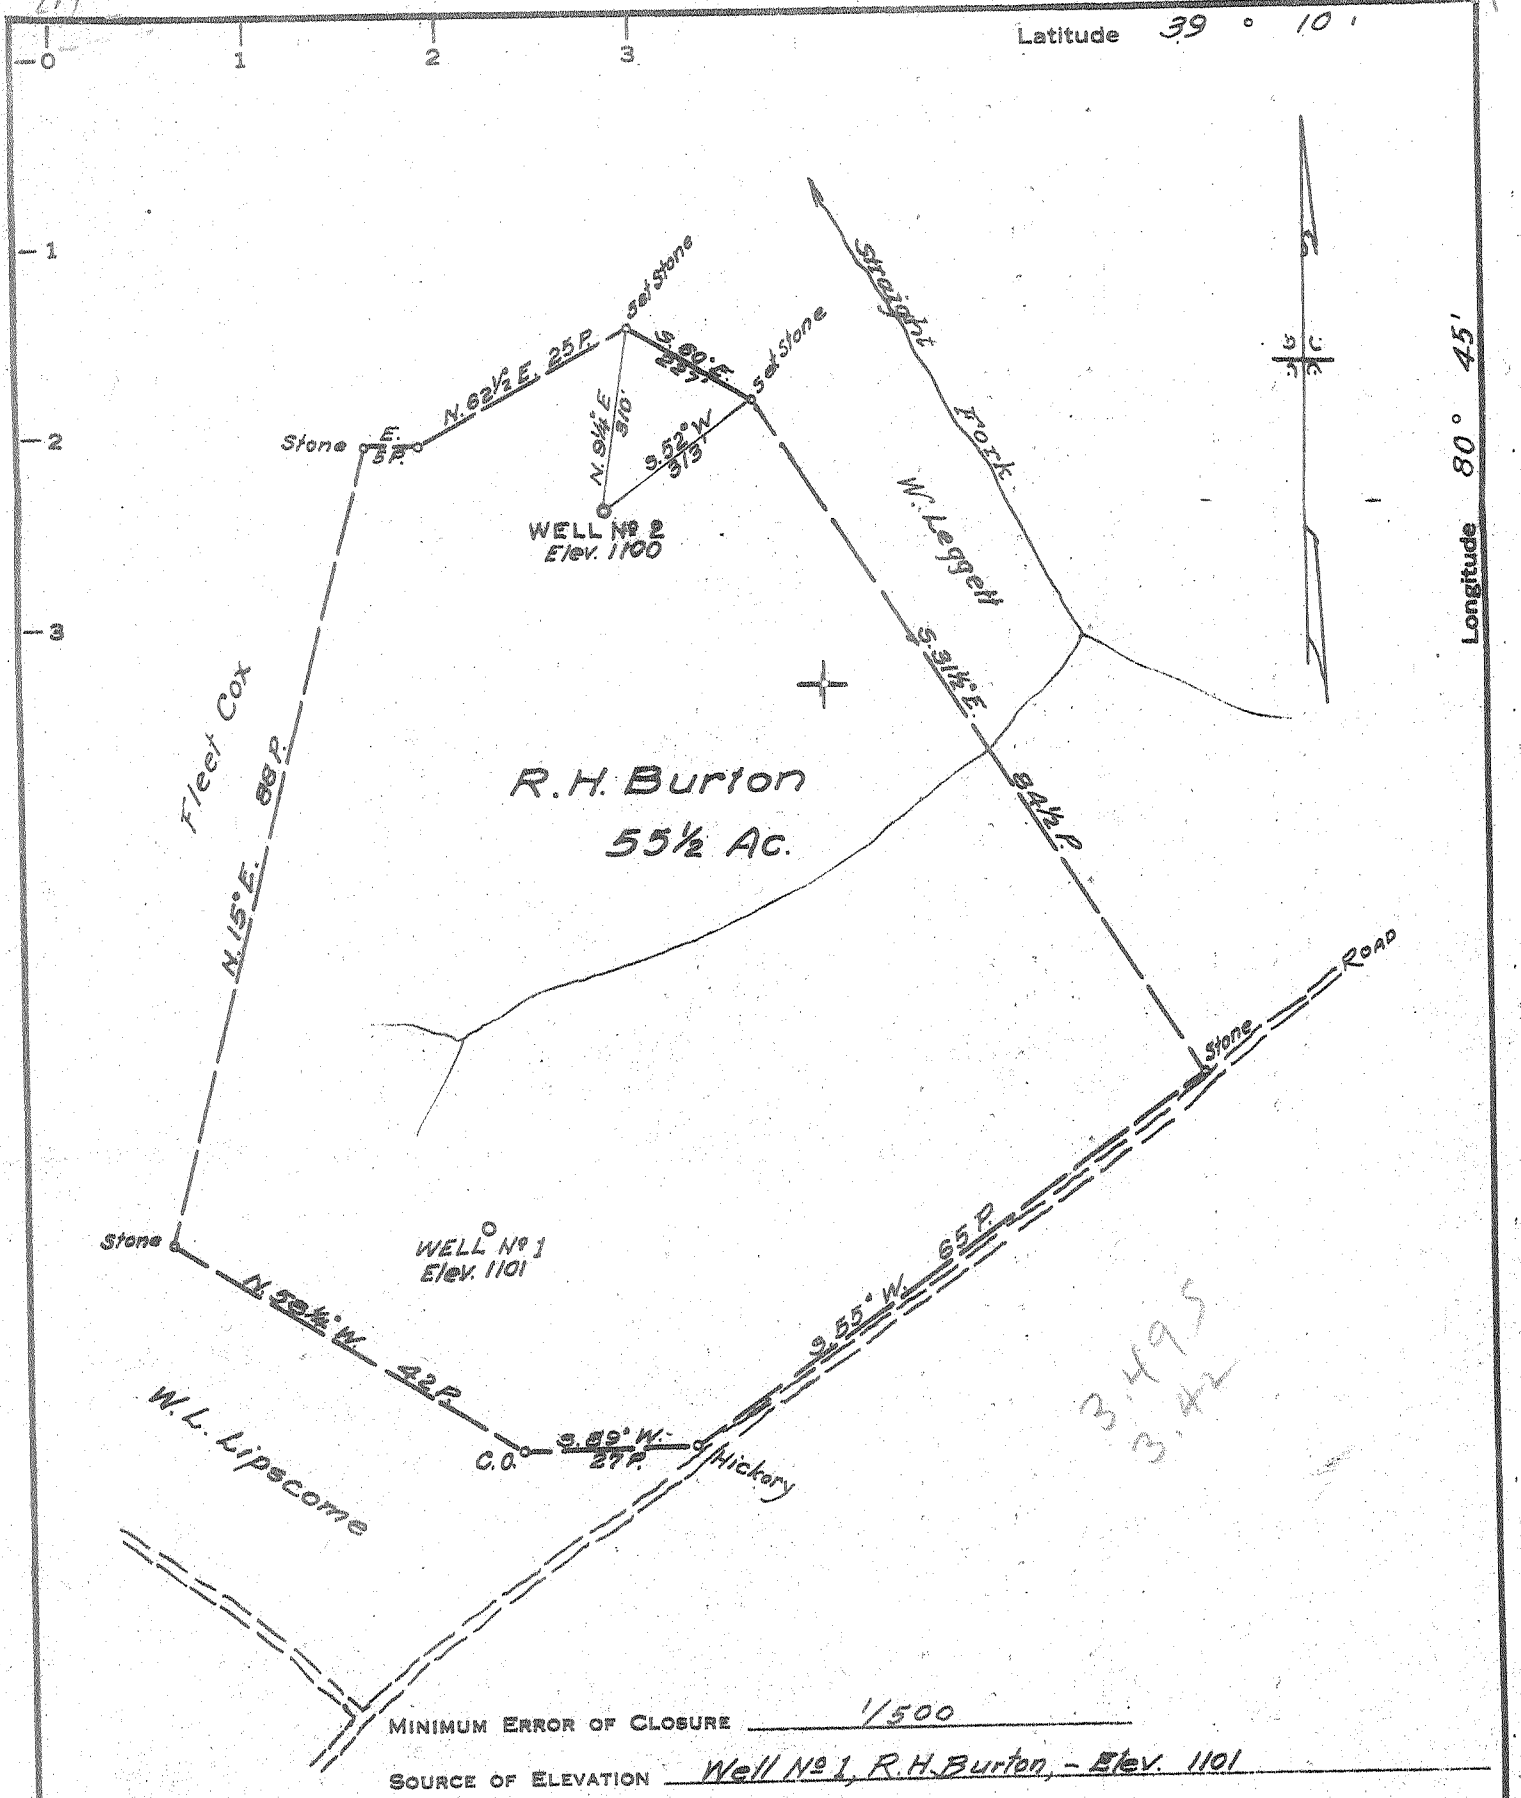 Latitude 39 ° 10 '
0
1
2
3
1
2
3
Longitude 80 ° 45'
Straight
Fork
W. Leggett
Set Stone
Set Stone
S. 60° E.
227'
N. 62½ E. 25 P.
Stone
E.
5 P.
N. 9¼° E
310'
S. 52° W
313'
WELL Nº 2
Elev. 1100
S. 31½° E.
84½ P.
Fleet Cox
N. 15° E. 88 P.
R. H. Burton
55½ Ac.
ROAD
Stone
Stone
WELL Nº 1
Elev. 1101
N. 58¼° W. 42 P.
S. 55° W. 65 P.
W. L. Lipscome
C.O.
S. 89° W.
27 P.
Hickory
3.495
3.42
MINIMUM ERROR OF CLOSURE 1/500
SOURCE OF ELEVATION Well Nº 1, R. H. Burton, - Elev. 1101